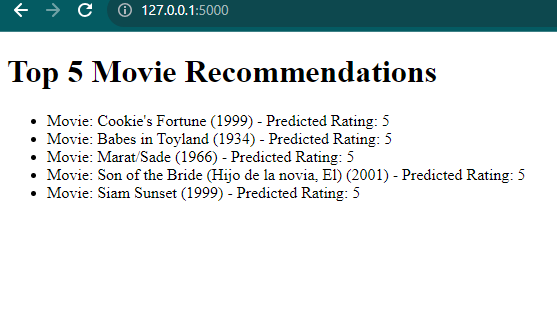 127.0.0.1:5000
Top 5 Movie Recommendations
Movie: Cookie's Fortune (1999) - Predicted Rating: 5
Movie: Babes in Toyland (1934) - Predicted Rating: 5
Movie: Marat/Sade (1966) - Predicted Rating: 5
Movie: Son of the Bride (Hijo de la novia, El) (2001) - Predicted Rating: 5
Movie: Siam Sunset (1999) - Predicted Rating: 5